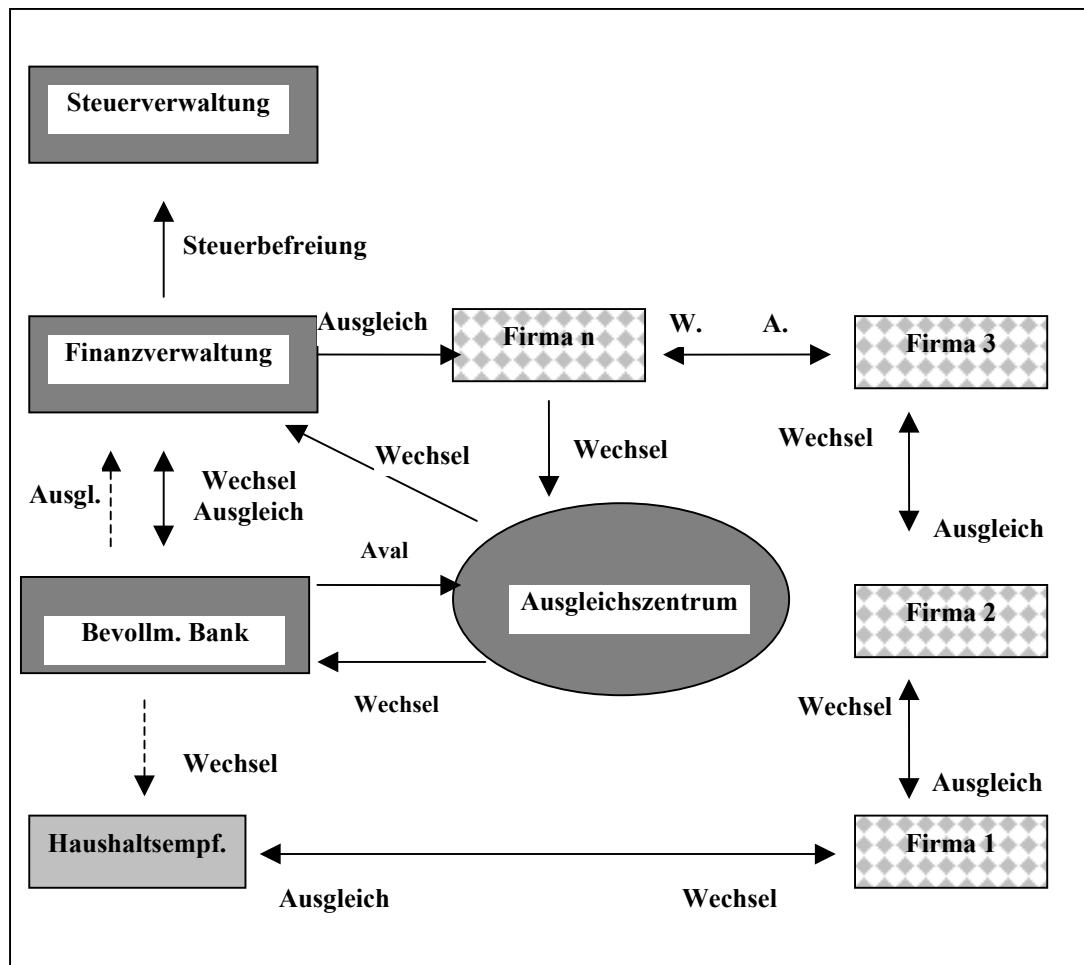 Steuerverwaltung
Steuerbefreiung
Ausgleich
Firma n
W. A.
Firma 3
Finanzverwaltung
Wechsel
Wechsel
Wechsel
Ausgl.
Wechsel
Ausgleich
Ausgleich
Aval
Ausgleichszentrum
Firma 2
Bevollm. Bank
Wechsel
Wechsel
Wechsel
Ausgleich
Haushaltsempf.
Firma 1
Ausgleich
Wechsel